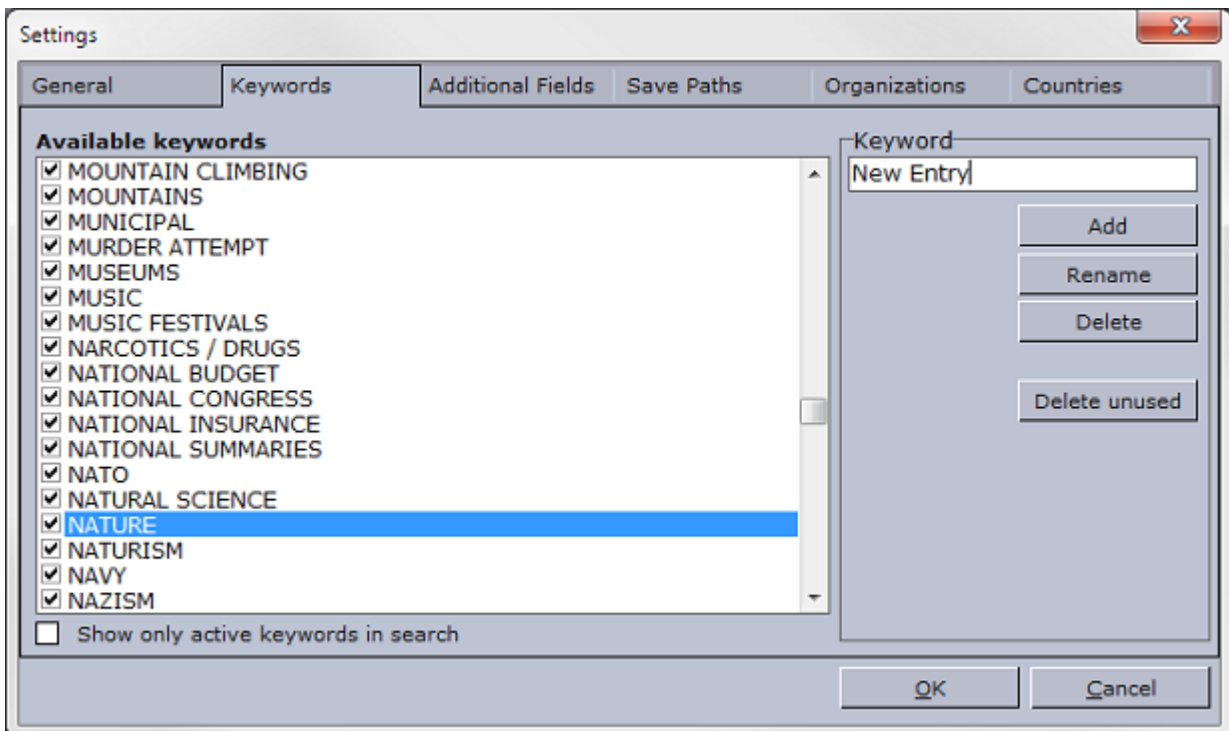 Settings
General Keywords Additional Fields Save Paths Organizations Countries
Available keywords
MOUNTAIN CLIMBING
MOUNTAINS
MUNICIPAL
MURDER ATTEMPT
MUSEUMS
MUSIC
MUSIC FESTIVALS
NARCOTICS / DRUGS
NATIONAL BUDGET
NATIONAL CONGRESS
NATIONAL INSURANCE
NATIONAL SUMMARIES
NATO
NATURAL SCIENCE
NATURE
NATURISM
NAVY
NAZISM
Show only active keywords in search
Keyword
New Entry
Add
Rename
Delete
Delete unused
OK Cancel